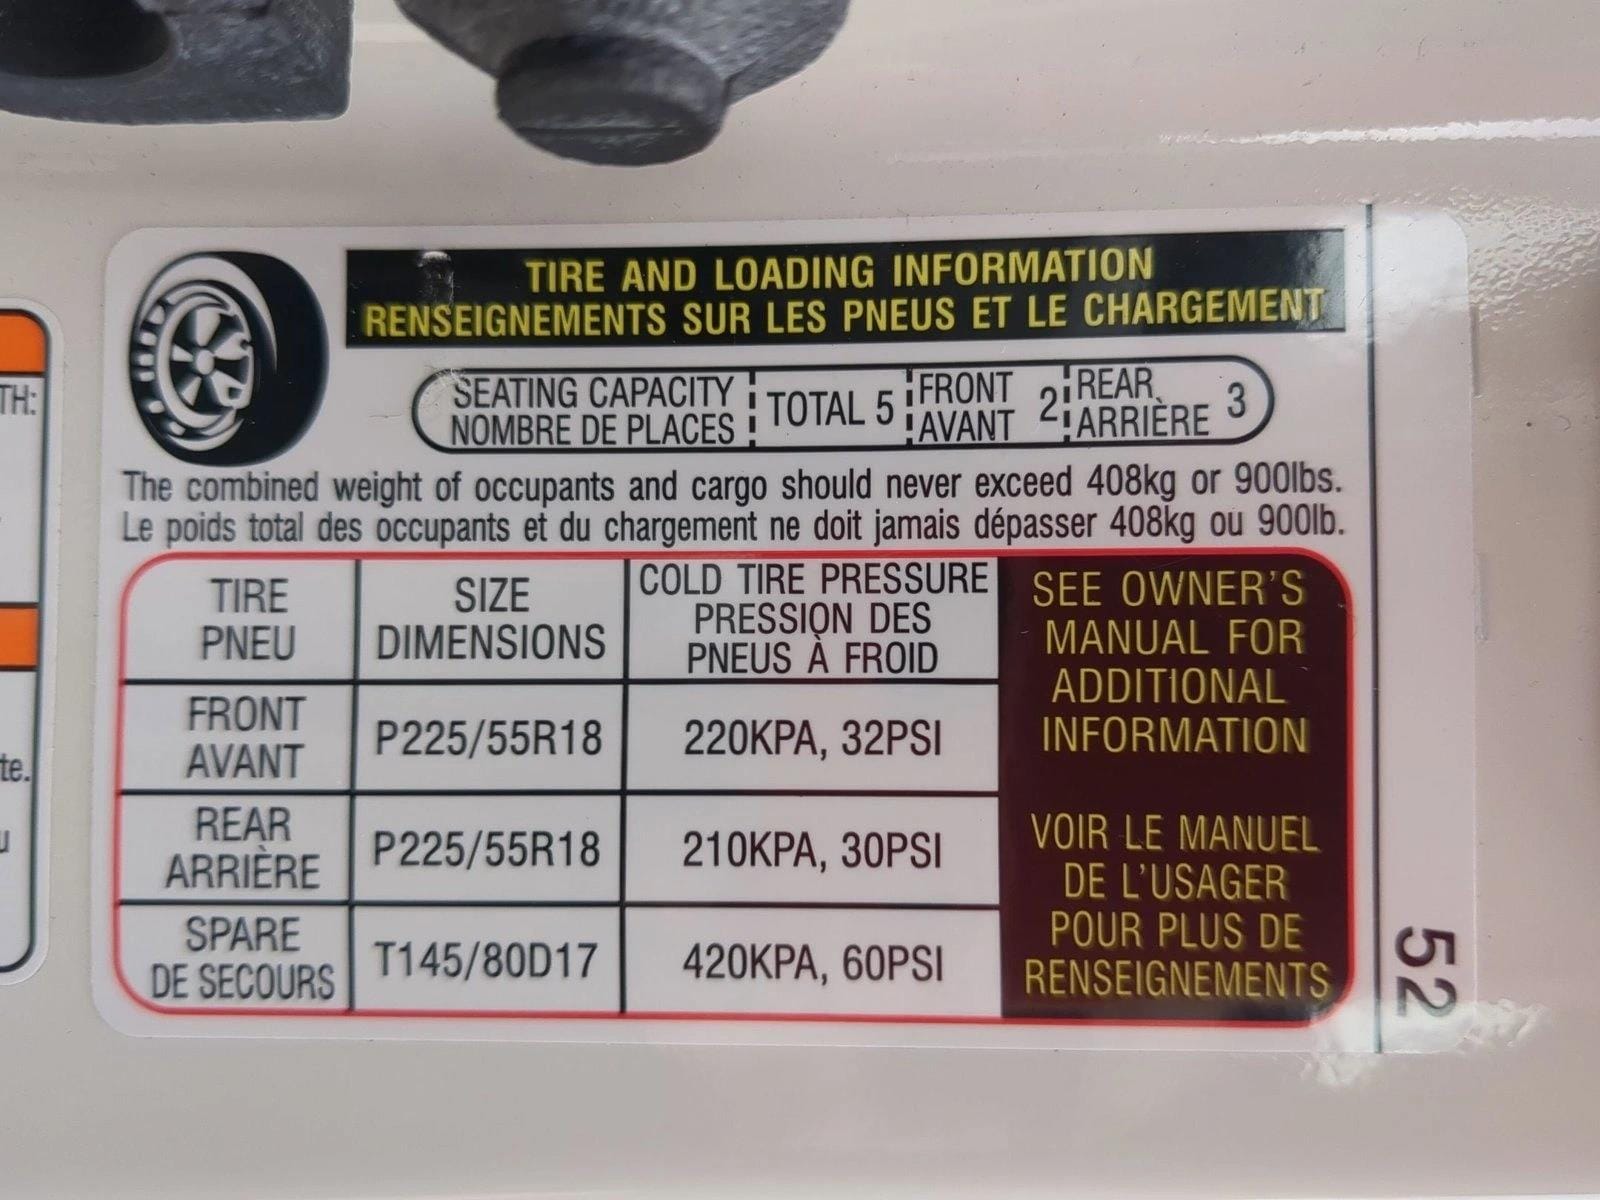 TIRE AND LOADING INFORMATION
RENSEIGNEMENTS SUR LES PNEUS ET LE CHARGEMENT
SEATING CAPACITY
NOMBRE DE PLACES
TOTAL 5
FRONT
AVANT
2
REAR
ARRIÈRE
3
The combined weight of occupants and cargo should never exceed 408kg or 900lbs.
Le poids total des occupants et du chargement ne doit jamais dépasser 408kg ou 900lb.
TIRE
PNEU
SIZE
DIMENSIONS
COLD TIRE PRESSURE
PRESSION DES
PNEUS À FROID
FRONT
AVANT
P225/55R18
220KPA, 32PSI
REAR
ARRIÈRE
P225/55R18
210KPA, 30PSI
SPARE
DE SECOURS
T145/80D17
420KPA, 60PSI
SEE OWNER'S
MANUAL FOR
ADDITIONAL
INFORMATION
VOIR LE MANUEL
DE L'USAGER
POUR PLUS DE
RENSEIGNEMENTS
52
TH:
te.